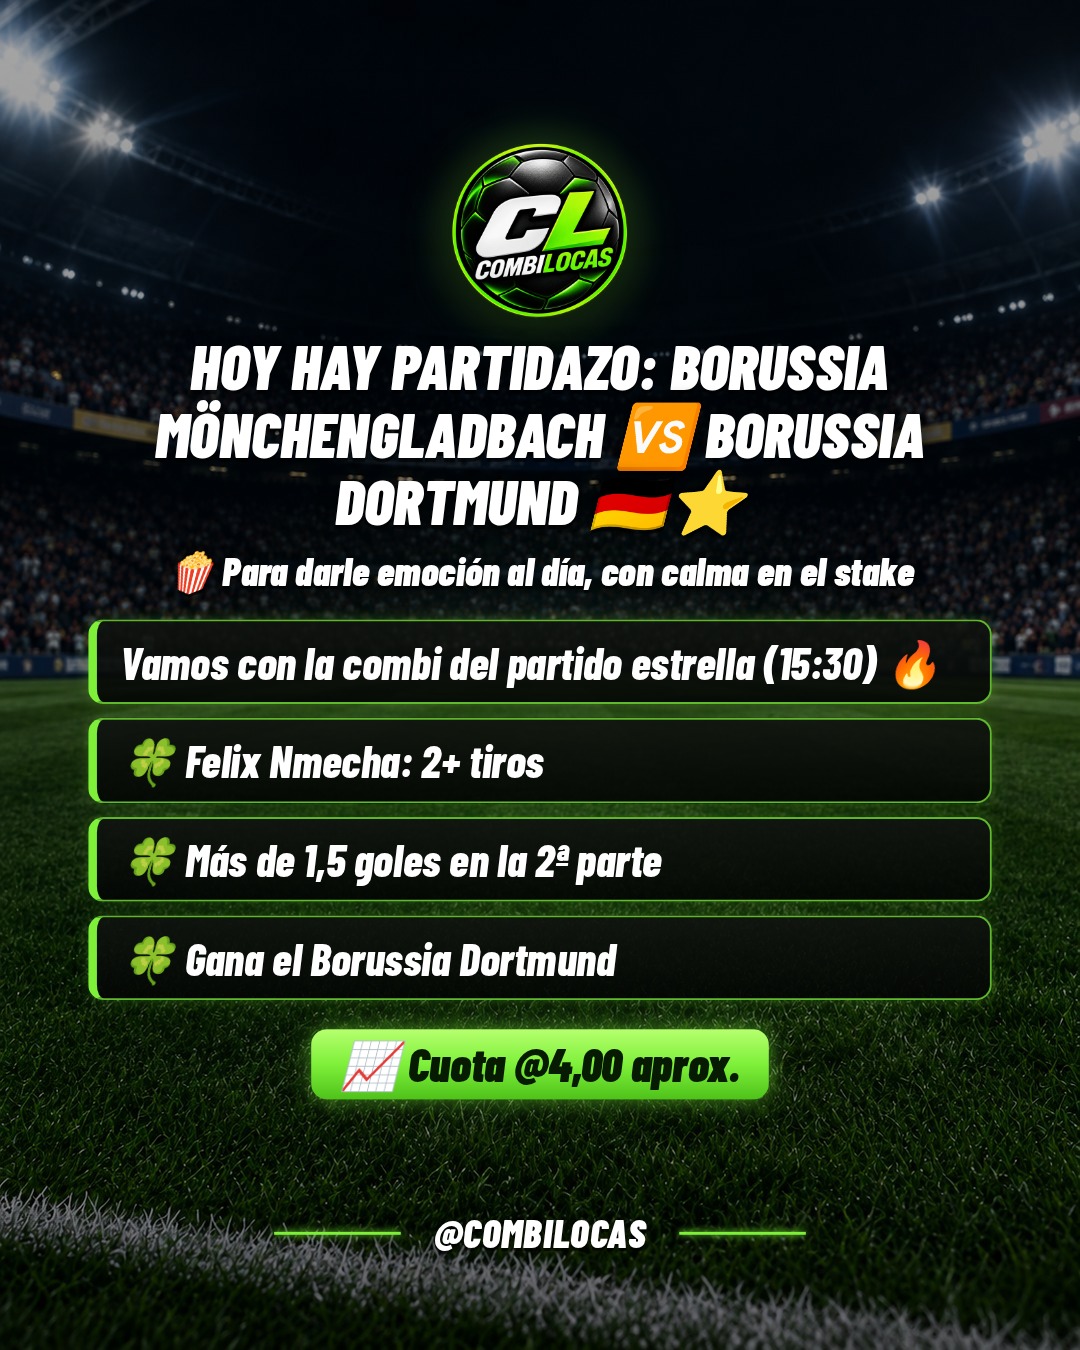 CL
COMBILOCAS
HOY HAY PARTIDAZO: BORUSSIA
MÖNCHENGLADBACH 🆚 BORUSSIA
DORTMUND 🇩🇪⭐
🍿 Para darle emoción al día, con calma en el stake
Vamos con la combi del partido estrella (15:30) 🔥
🍀 Felix Nmecha: 2+ tiros
🍀 Más de 1,5 goles en la 2ª parte
🍀 Gana el Borussia Dortmund
📈 Cuota @4,00 aprox.
@COMBILOCAS